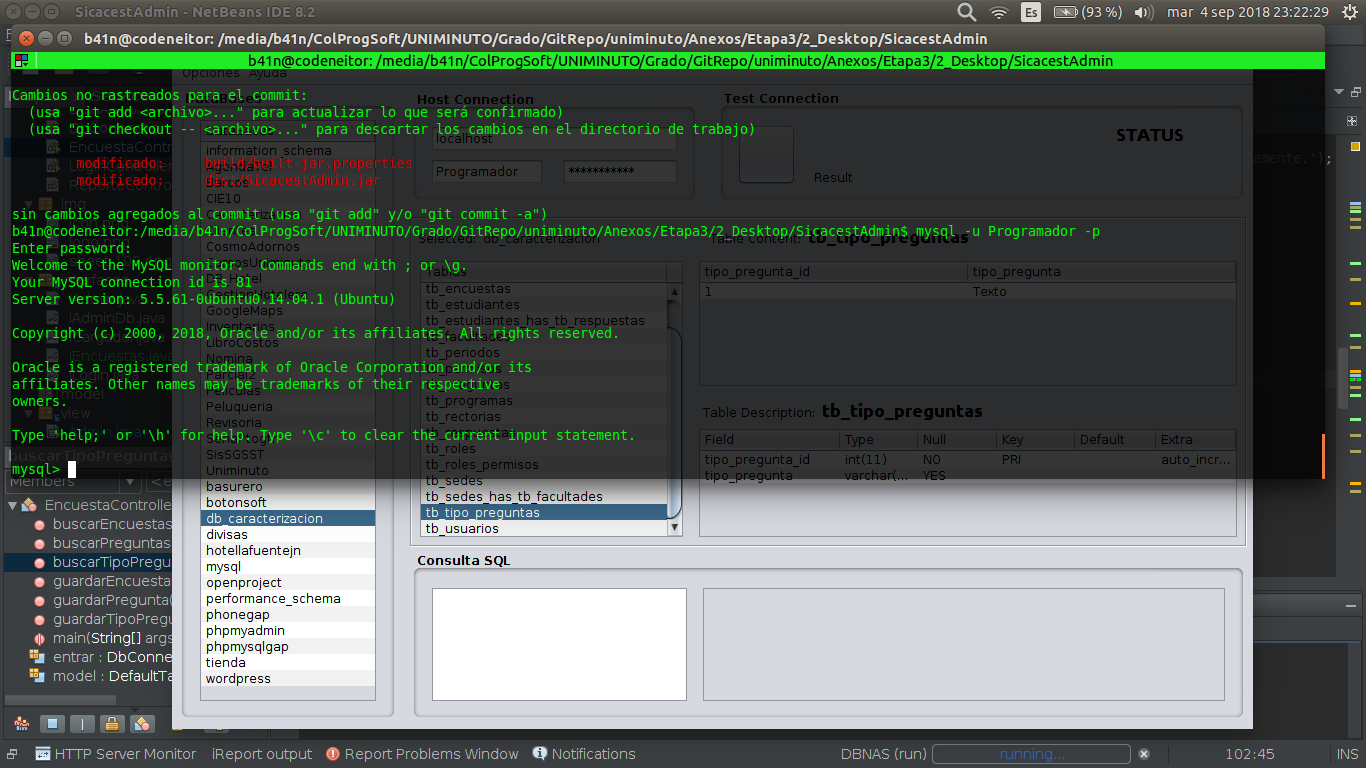 SicacestAdmin - NetBeans IDE 8.2
Es
(93 %)
mar 4 sep 2018 23:22:29
b41n@codeneitor: /media/b41n/ColProgSoft/UNIMINUTO/Grado/GitRepo/uniminuto/Anexos/Etapa3/2_Desktop/SicacestAdmin
b41n@codeneitor: /media/b41n/ColProgSoft/UNIMINUTO/Grado/GitRepo/uniminuto/Anexos/Etapa3/2_Desktop/SicacestAdmin
Opciones Ayuda
Cambios no rastreados para el commit:
(usa "git add <archivo>..." para actualizar lo que será confirmado)
(usa "git checkout -- <archivo>..." para descartar los cambios en el directorio de trabajo)
modificado: build/built-jar.properties
modificado: dist/SicacestAdmin.jar
sin cambios agregados al commit (usa "git add" y/o "git commit -a")
b41n@codeneitor:/media/b41n/ColProgSoft/UNIMINUTO/Grado/GitRepo/uniminuto/Anexos/Etapa3/2_Desktop/SicacestAdmin$ mysql -u Programador -p
Enter password:
Welcome to the MySQL monitor.  Commands end with ; or \g.
Your MySQL connection id is 81
Server version: 5.5.61-0ubuntu0.14.04.1 (Ubuntu)
Copyright (c) 2000, 2018, Oracle and/or its affiliates. All rights reserved.
Oracle is a registered trademark of Oracle Corporation and/or its
affiliates. Other names may be trademarks of their respective
owners.
Type 'help;' or '\h' for help. Type '\c' to clear the current input statement.
mysql>
Host Connection
localhost
Programador
***********
Test Connection
Result
STATUS
amente.");
information_schema
CIE10
CosmoAdornos
GoogleMaps
Inventarios
LibroCostos
Nomina
Peliculas
Peluqueria
Revisoria
SisSGSST
Uniminuto
basurero
botonsoft
db_caracterizacion
divisas
hotellafuentejn
mysql
openproject
performance_schema
phonegap
phpmyadmin
phpmysqlgap
tienda
wordpress
Selected: db_caracterizacion
Tablas
tb_encuestas
tb_estudiantes
tb_estudiantes_has_tb_respuestas
tb_facultades
tb_periodos
tb_programas
tb_rectorias
tb_roles
tb_roles_permisos
tb_sedes
tb_sedes_has_tb_facultades
tb_tipo_preguntas
tb_usuarios
Table Content: tb_tipo_preguntas
tipo_pregunta_id tipo_pregunta
1 Texto
Table Description: tb_tipo_preguntas
Field Type Null Key Default Extra
tipo_pregunta_id int(11) NO PRI auto_incr...
tipo_pregunta varchar(... YES
Consulta SQL
EncuestaContro
img
IAdminDb.java
model
view
buscarTipoPreguntas
Members
<e
EncuestaControlle
buscarEncuestas
buscarPreguntas
buscarTipoPregu
guardarEncuesta
guardarPregunta(
guardarTipoPregu
main(String[] args
entrar : DbConne
model : DefaultTa
HTTP Server Monitor
iReport output
Report Problems Window
Notifications
DBNAS (run)
running...
102:45
INS